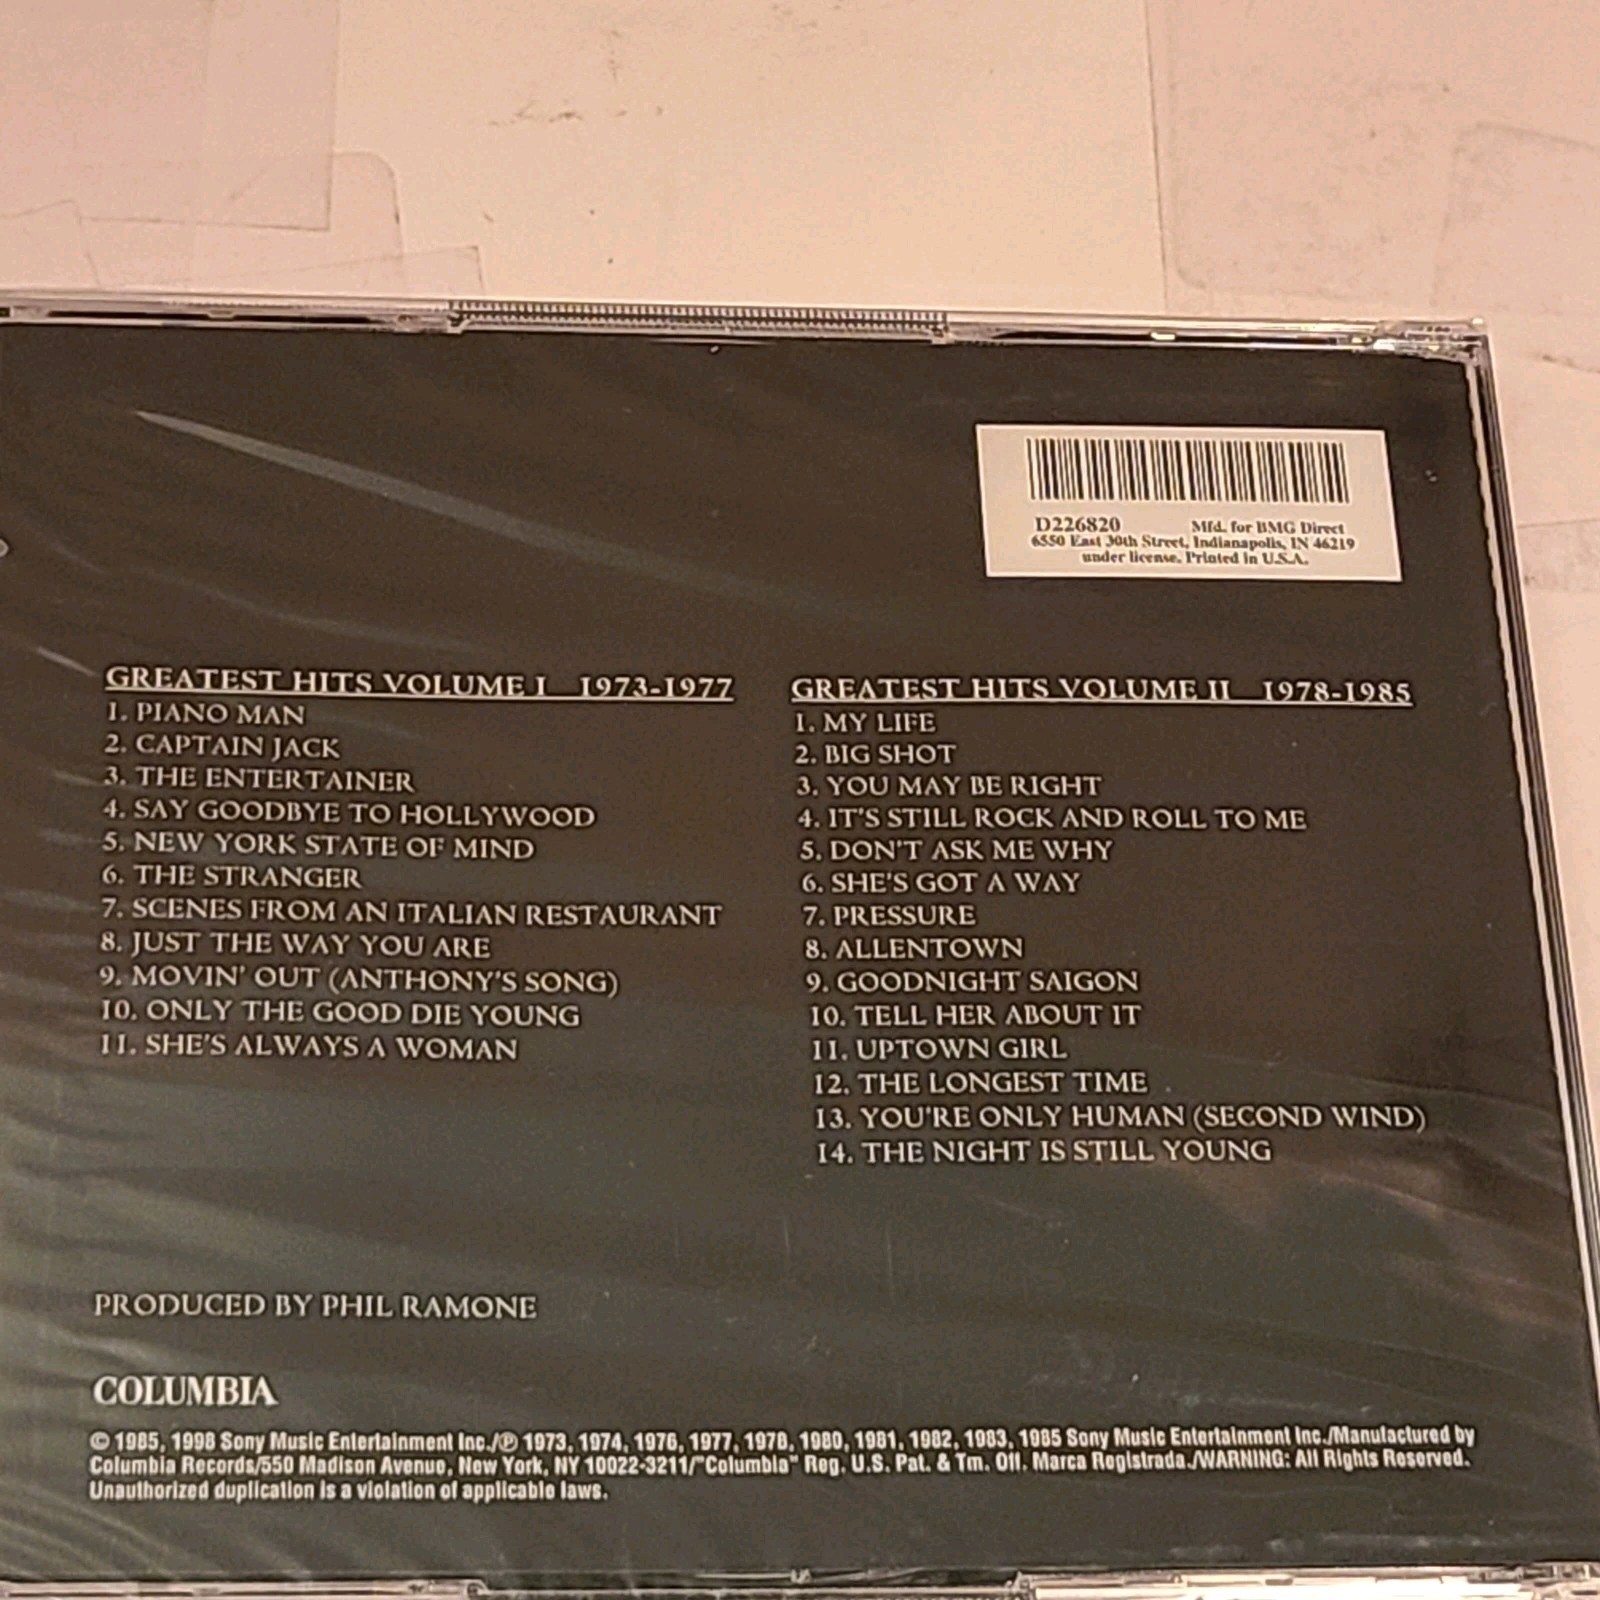 D226820 Mfd. for BMG Direct
6550 East 30th Street, Indianapolis, IN 46219
under license. Printed in U.S.A.
GREATEST HITS VOLUME I 1973-1977
1. PIANO MAN
2. CAPTAIN JACK
3. THE ENTERTAINER
4. SAY GOODBYE TO HOLLYWOOD
5. NEW YORK STATE OF MIND
6. THE STRANGER
7. SCENES FROM AN ITALIAN RESTAURANT
8. JUST THE WAY YOU ARE
9. MOVIN' OUT (ANTHONY'S SONG)
10. ONLY THE GOOD DIE YOUNG
11. SHE'S ALWAYS A WOMAN
GREATEST HITS VOLUME II 1978-1985
1. MY LIFE
2. BIG SHOT
3. YOU MAY BE RIGHT
4. IT'S STILL ROCK AND ROLL TO ME
5. DON'T ASK ME WHY
6. SHE'S GOT A WAY
7. PRESSURE
8. ALLENTOWN
9. GOODNIGHT SAIGON
10. TELL HER ABOUT IT
11. UPTOWN GIRL
12. THE LONGEST TIME
13. YOU'RE ONLY HUMAN (SECOND WIND)
14. THE NIGHT IS STILL YOUNG
PRODUCED BY PHIL RAMONE
COLUMBIA
© 1985, 1998 Sony Music Entertainment Inc./℗ 1973, 1974, 1976, 1977, 1978, 1980, 1981, 1982, 1983, 1985 Sony Music Entertainment Inc./Manufactured by
Columbia Records/550 Madison Avenue, New York, NY 10022-3211/"Columbia" Reg. U.S. Pat. & Tm. Off. Marca Registrada./WARNING: All Rights Reserved.
Unauthorized duplication is a violation of applicable laws.